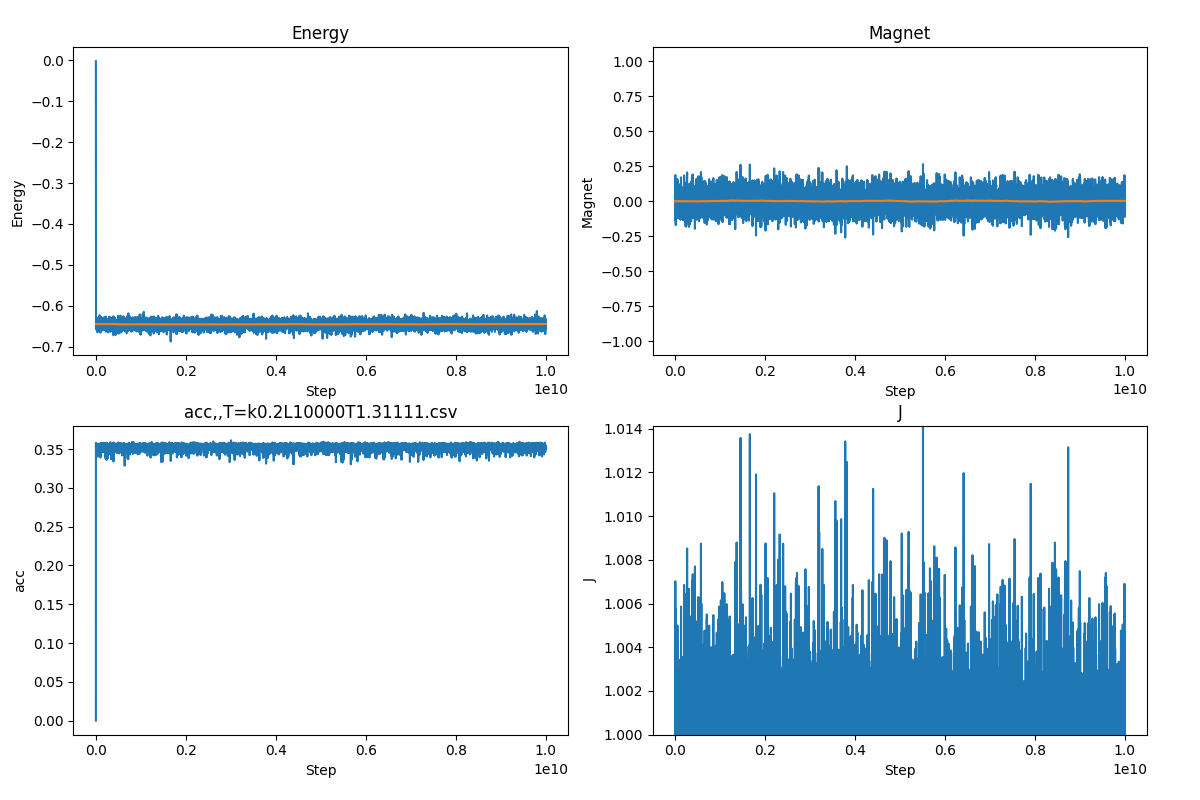 Energy
0.0
−0.1
−0.2
−0.3
−0.4
−0.5
−0.6
−0.7
Energy
0.0 0.2 0.4 0.6 0.8 1.0
1e10
Step
Magnet
1.00
0.75
0.50
0.25
0.00
−0.25
−0.50
−0.75
−1.00
Magnet
0.0 0.2 0.4 0.6 0.8 1.0
1e10
Step
acc,,T=k0.2L10000T1.31111.csv
0.35
0.30
0.25
0.20
0.15
0.10
0.05
0.00
acc
0.0 0.2 0.4 0.6 0.8 1.0
1e10
Step
J
1.014
1.012
1.010
1.008
1.006
1.004
1.002
1.000
J
0.0 0.2 0.4 0.6 0.8 1.0
1e10
Step